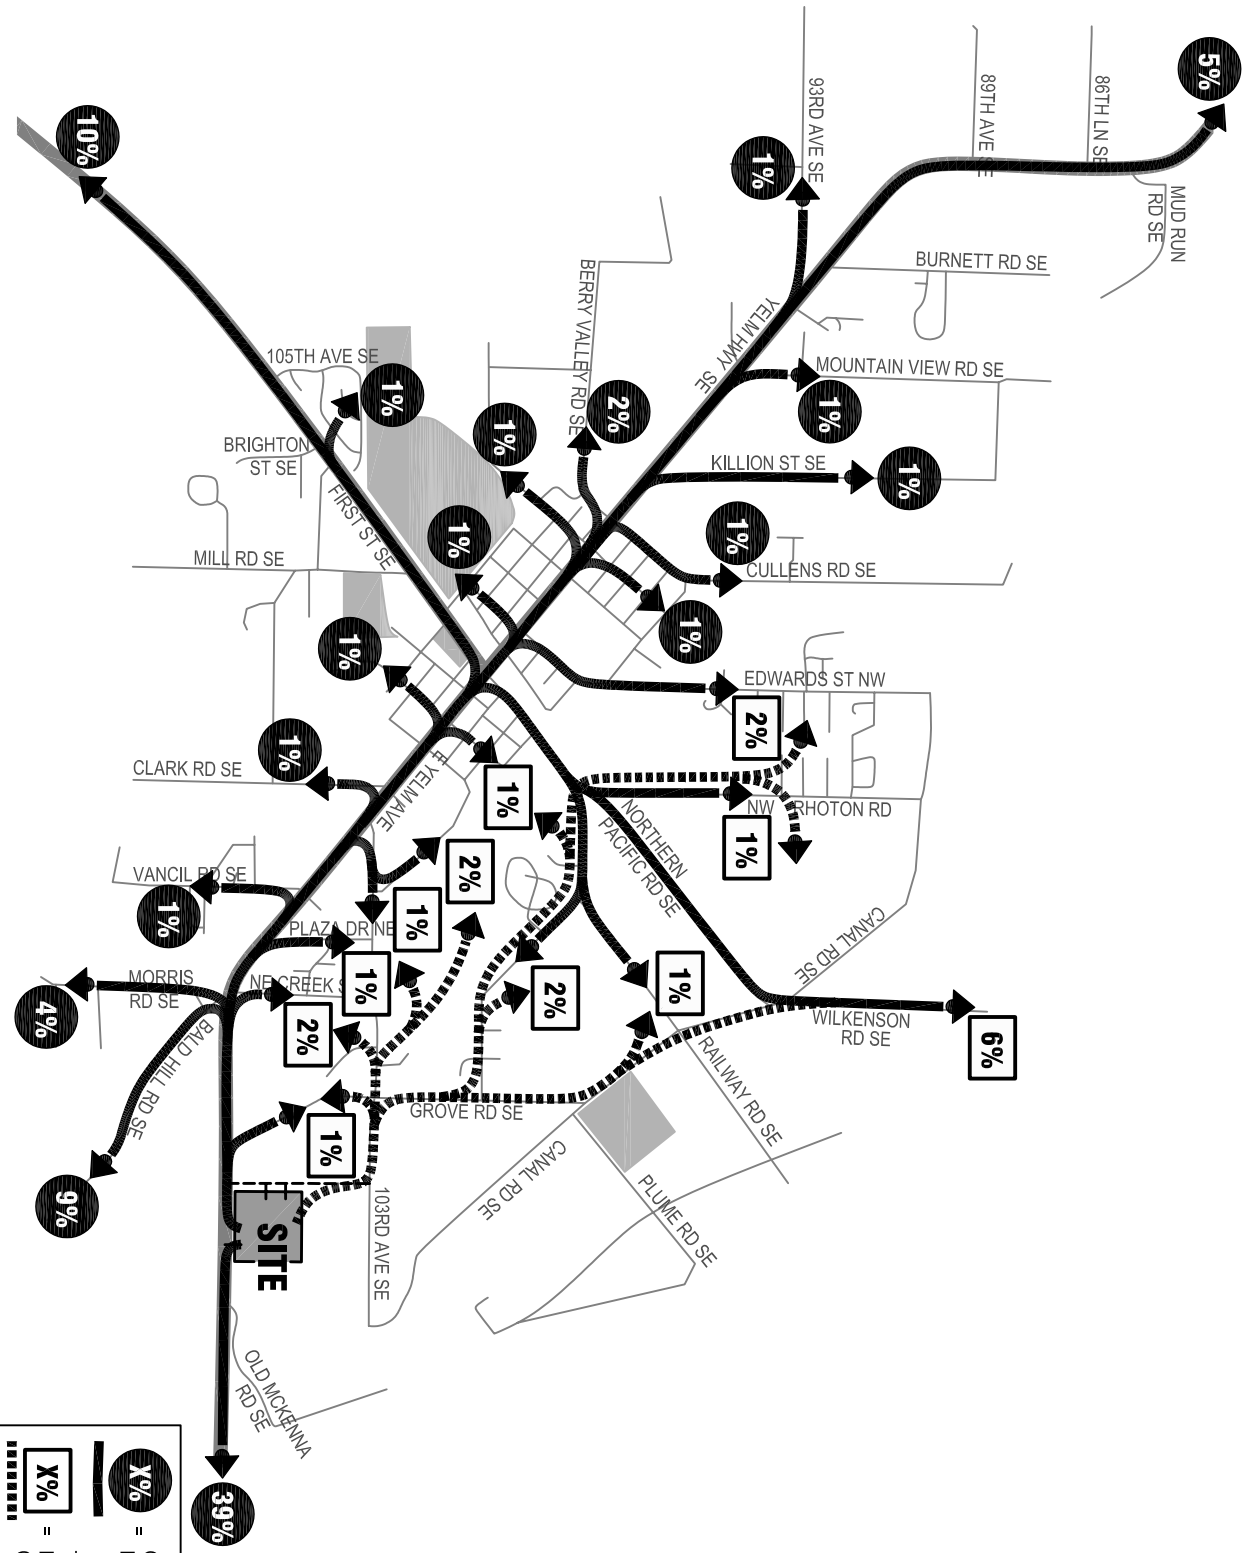 5%
86TH LN SE
89TH AVE SE
93RD AVE SE
1%
10%
MUD RUN
RD SE
BURNETT RD SE
BERRY VALLEY RD SE
YELM HWY SE
MOUNTAIN VIEW RD SE
1%
105TH AVE SE
1%
2%
1%
BRIGHTON
ST SE
KILLION ST SE
1%
FIRST ST SE
1%
1%
MILL RD SE
CULLENS RD SE
1%
1%
EDWARDS ST NW
2%
1%
CLARK RD SE
E YELM AVE
1%
NORTHERN
PACIFIC RD SE
NW RHOTON RD
1%
2%
VANCIL RD SE
1%
PLAZA DR NE
1%
CANAL RD SE
MORRIS
RD SE
NE CREEK S
1%
2%
1%
4%
BALD HILL RD SE
2%
WILKENSON
RD SE
6%
RAILWAY RD SE
GROVE RD SE
1%
9%
CANAL RD SE
PLUME RD SE
103RD AVE SE
SITE
OLD MCKENNA
RD SE
39%
X%
=
X%
=